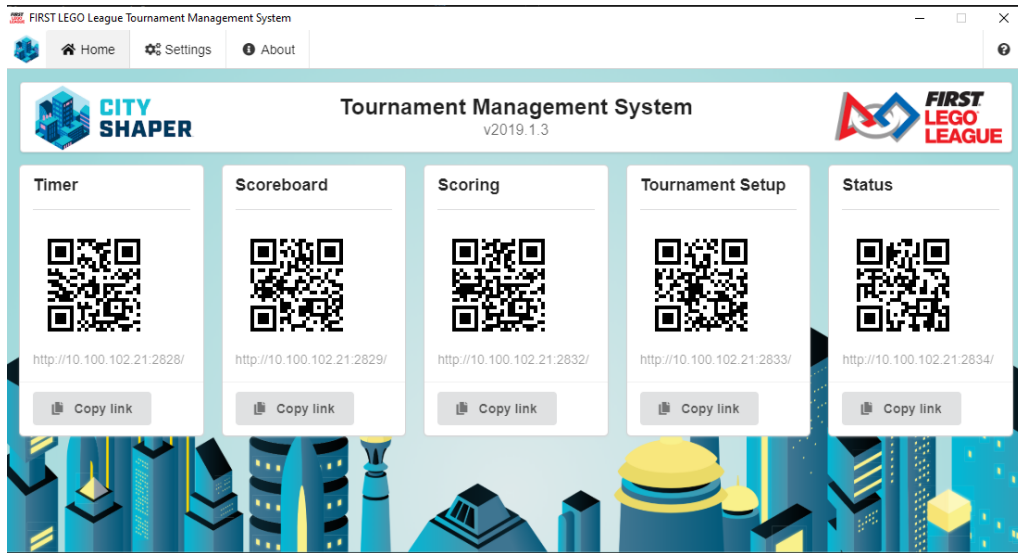 FIRST LEGO League Tournament Management System
Home
Settings
About
CITY
SHAPER
Tournament Management System
v2019.1.3
FIRST
LEGO
LEAGUE
Timer
Scoreboard
Scoring
Tournament Setup
Status
http://10.100.102.21:2828/
http://10.100.102.21:2829/
http://10.100.102.21:2832/
http://10.100.102.21:2833/
http://10.100.102.21:2834/
Copy link
Copy link
Copy link
Copy link
Copy link